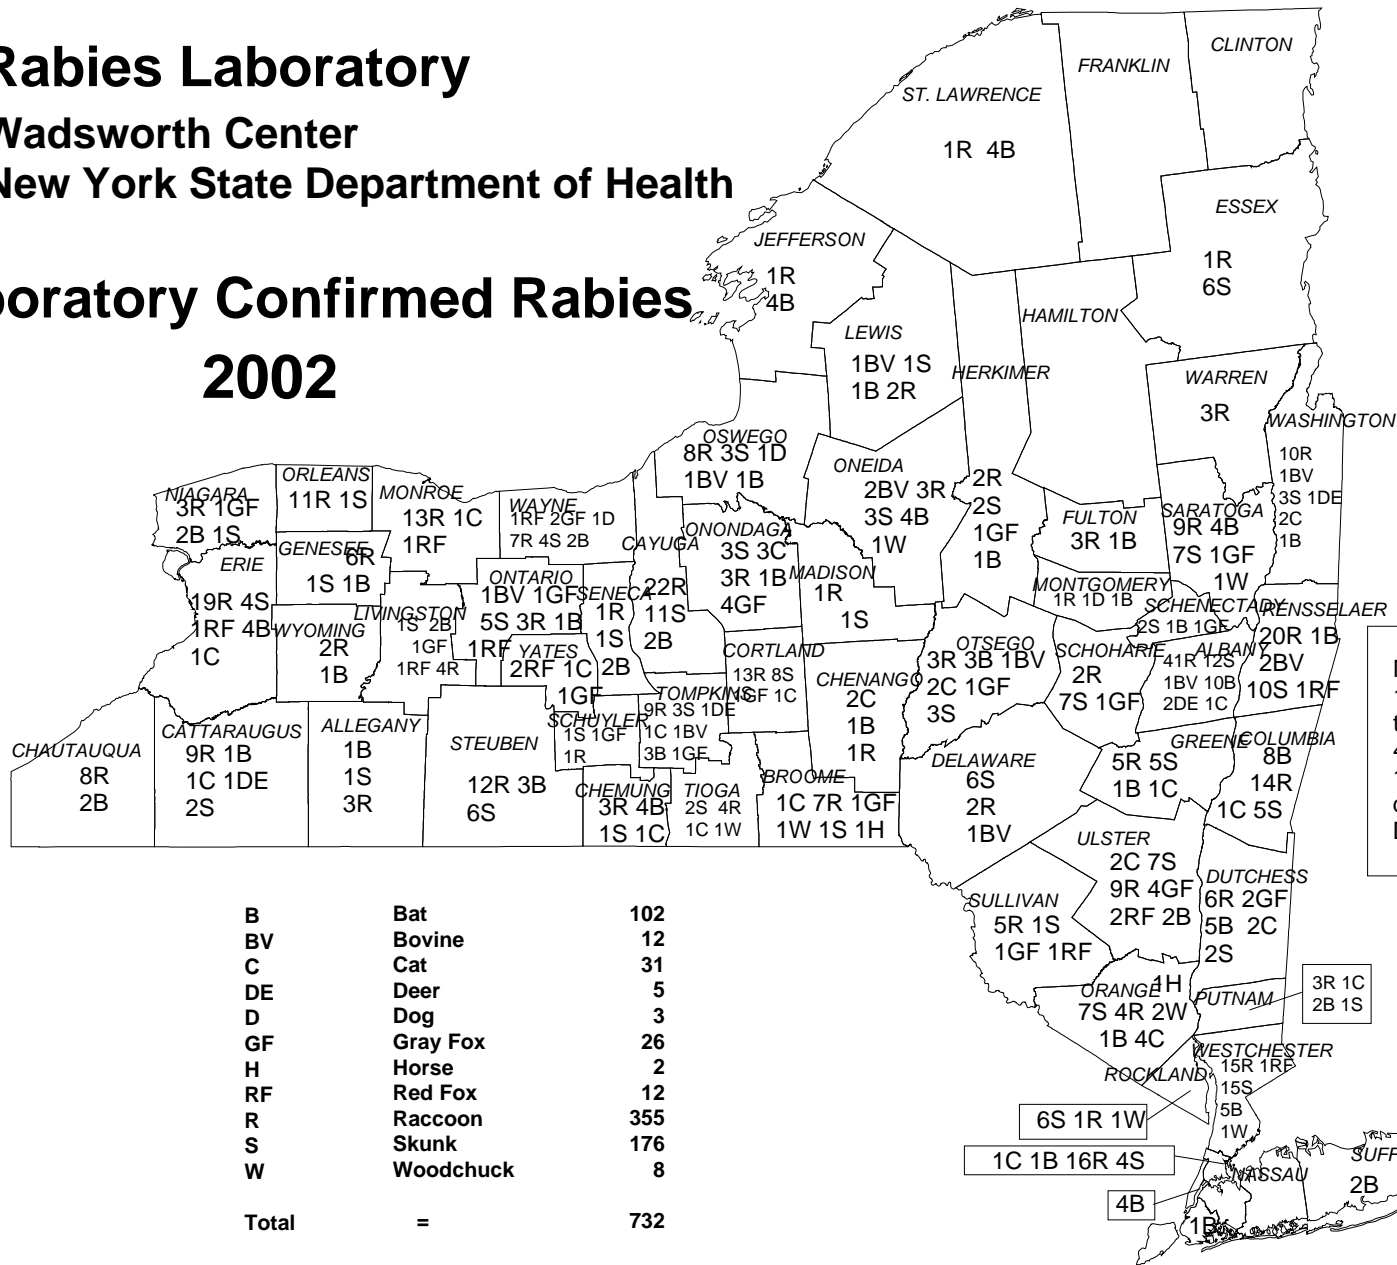 Rabies Laboratory
Wadsworth Center
New York State Department of Health
boratory Confirmed Rabies
2002
CLINTON
FRANKLIN
ST. LAWRENCE
1R 4B
ESSEX
1R
6S
JEFFERSON
1R
4B
HAMILTON
LEWIS
1BV 1S
1B 2R
HERKIMER
2R
2S
1GF
1B
WARREN
3R
WASHINGTON
10R
1BV
3S 1DE
2C
1B
OSWEGO
8R 3S 1D
1BV 1B
ONEIDA
2BV 3R
3S 4B
1W
NIAGARA
3R 1GF
2B 1S
ORLEANS
11R 1S
MONROE
13R 1C
1RF
WAYNE
1RF 2GF 1D
7R 4S 2B
CAYUGA
22R
11S
2B
ONONDAGA
3S 3C
3R 1B
4GF
MADISON
1R
1S
FULTON
3R 1B
SARATOGA
9R 4B
7S 1GF
1W
ERIE
19R 4S
1RF 4B
1C
GENESEE
6R
1S 1B
WYOMING
2R
1B
LIVINGSTON
1S 2B
1GF
1RF 4R
ONTARIO
1BV 1GF
5S 3R 1B
1RF
SENECA
1R
1S
2B
YATES
2RF 1C
1GF
MONTGOMERY
1R 1D 1B
SCHENECTADY
2S 1B 1GF
RENSSELAER
20R 1B
2BV
10S 1RF
CORTLAND
13R 8S
1GF 1C
CHENANGO
2C
1B
1R
OTSEGO
3R 3B 1BV
2C 1GF
3S
SCHOHARIE
2R
7S 1GF
ALBANY
41R 12S
1BV 10B
2DE 1C
CHAUTAUQUA
8R
2B
CATTARAUGUS
9R 1B
1C 1DE
2S
ALLEGANY
1B
1S
3R
STEUBEN
12R 3B
6S
SCHUYLER
1S 1GF
1R
TOMPKINS
9R 3S 1DE
1C 1BV
3B 1GF
CHEMUNG
3R 4B
1S 1C
TIOGA
2S 4R
1C 1W
BROOME
1C 7R 1GF
1W 1S 1H
DELAWARE
6S
2R
1BV
GREENE
5R 5S
1B 1C
COLUMBIA
8B
14R
1C 5S
ULSTER
2C 7S
9R 4GF
2RF 2B
DUTCHESS
6R 2GF
5B 2C
2S
SULLIVAN
5R 1S
1GF 1RF
ORANGE
1H
7S 4R 2W
1B 4C
PUTNAM
3R 1C
2B 1S
WESTCHESTER
15R 1RF
15S
5B
1W
ROCKLAND
6S 1R 1W
1C 1B 16R 4S
4B
1B
NASSAU
SUFF
2B
B Bat 102
BV Bovine 12
C Cat 31
DE Deer 5
D Dog 3
GF Gray Fox 26
H Horse 2
RF Red Fox 12
R Raccoon 355
S Skunk 176
W Woodchuck 8
Total = 732